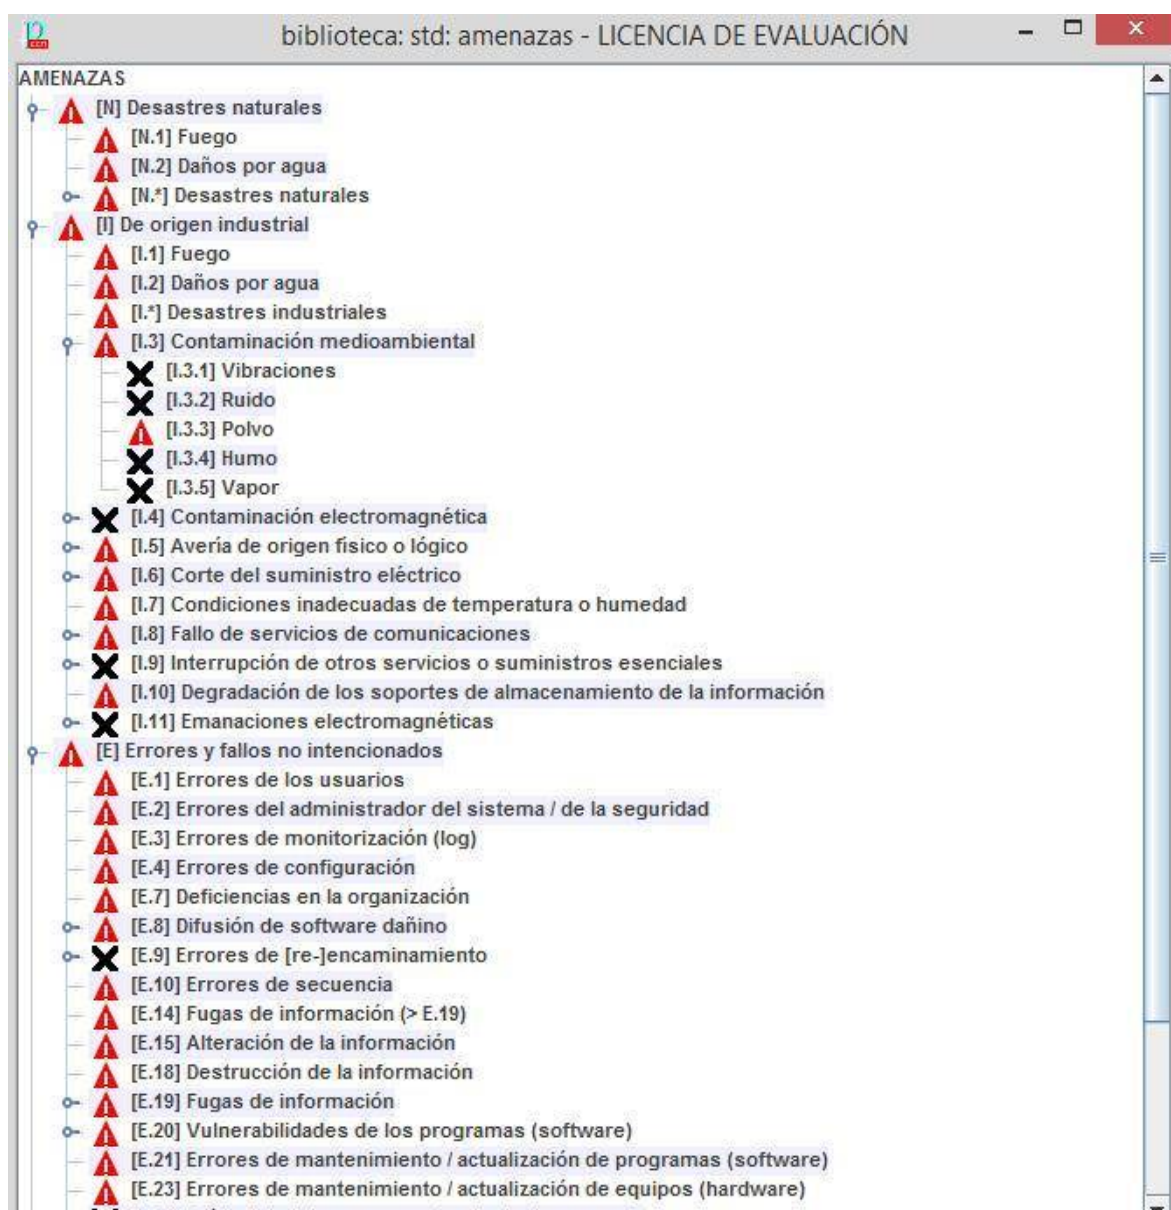 biblioteca: std: amenazas - LICENCIA DE EVALUACIÓN
AMENAZAS
[N] Desastres naturales
[N.1] Fuego
[N.2] Daños por agua
[N.*] Desastres naturales
[I] De origen industrial
[I.1] Fuego
[I.2] Daños por agua
[I.*] Desastres industriales
[I.3] Contaminación medioambiental
[I.3.1] Vibraciones
[I.3.2] Ruido
[I.3.3] Polvo
[I.3.4] Humo
[I.3.5] Vapor
[I.4] Contaminación electromagnética
[I.5] Avería de origen físico o lógico
[I.6] Corte del suministro eléctrico
[I.7] Condiciones inadecuadas de temperatura o humedad
[I.8] Fallo de servicios de comunicaciones
[I.9] Interrupción de otros servicios o suministros esenciales
[I.10] Degradación de los soportes de almacenamiento de la información
[I.11] Emanaciones electromagnéticas
[E] Errores y fallos no intencionados
[E.1] Errores de los usuarios
[E.2] Errores del administrador del sistema / de la seguridad
[E.3] Errores de monitorización (log)
[E.4] Errores de configuración
[E.7] Deficiencias en la organización
[E.8] Difusión de software dañino
[E.9] Errores de [re-]encaminamiento
[E.10] Errores de secuencia
[E.14] Fugas de información (> E.19)
[E.15] Alteración de la información
[E.18] Destrucción de la información
[E.19] Fugas de información
[E.20] Vulnerabilidades de los programas (software)
[E.21] Errores de mantenimiento / actualización de programas (software)
[E.23] Errores de mantenimiento / actualización de equipos (hardware)